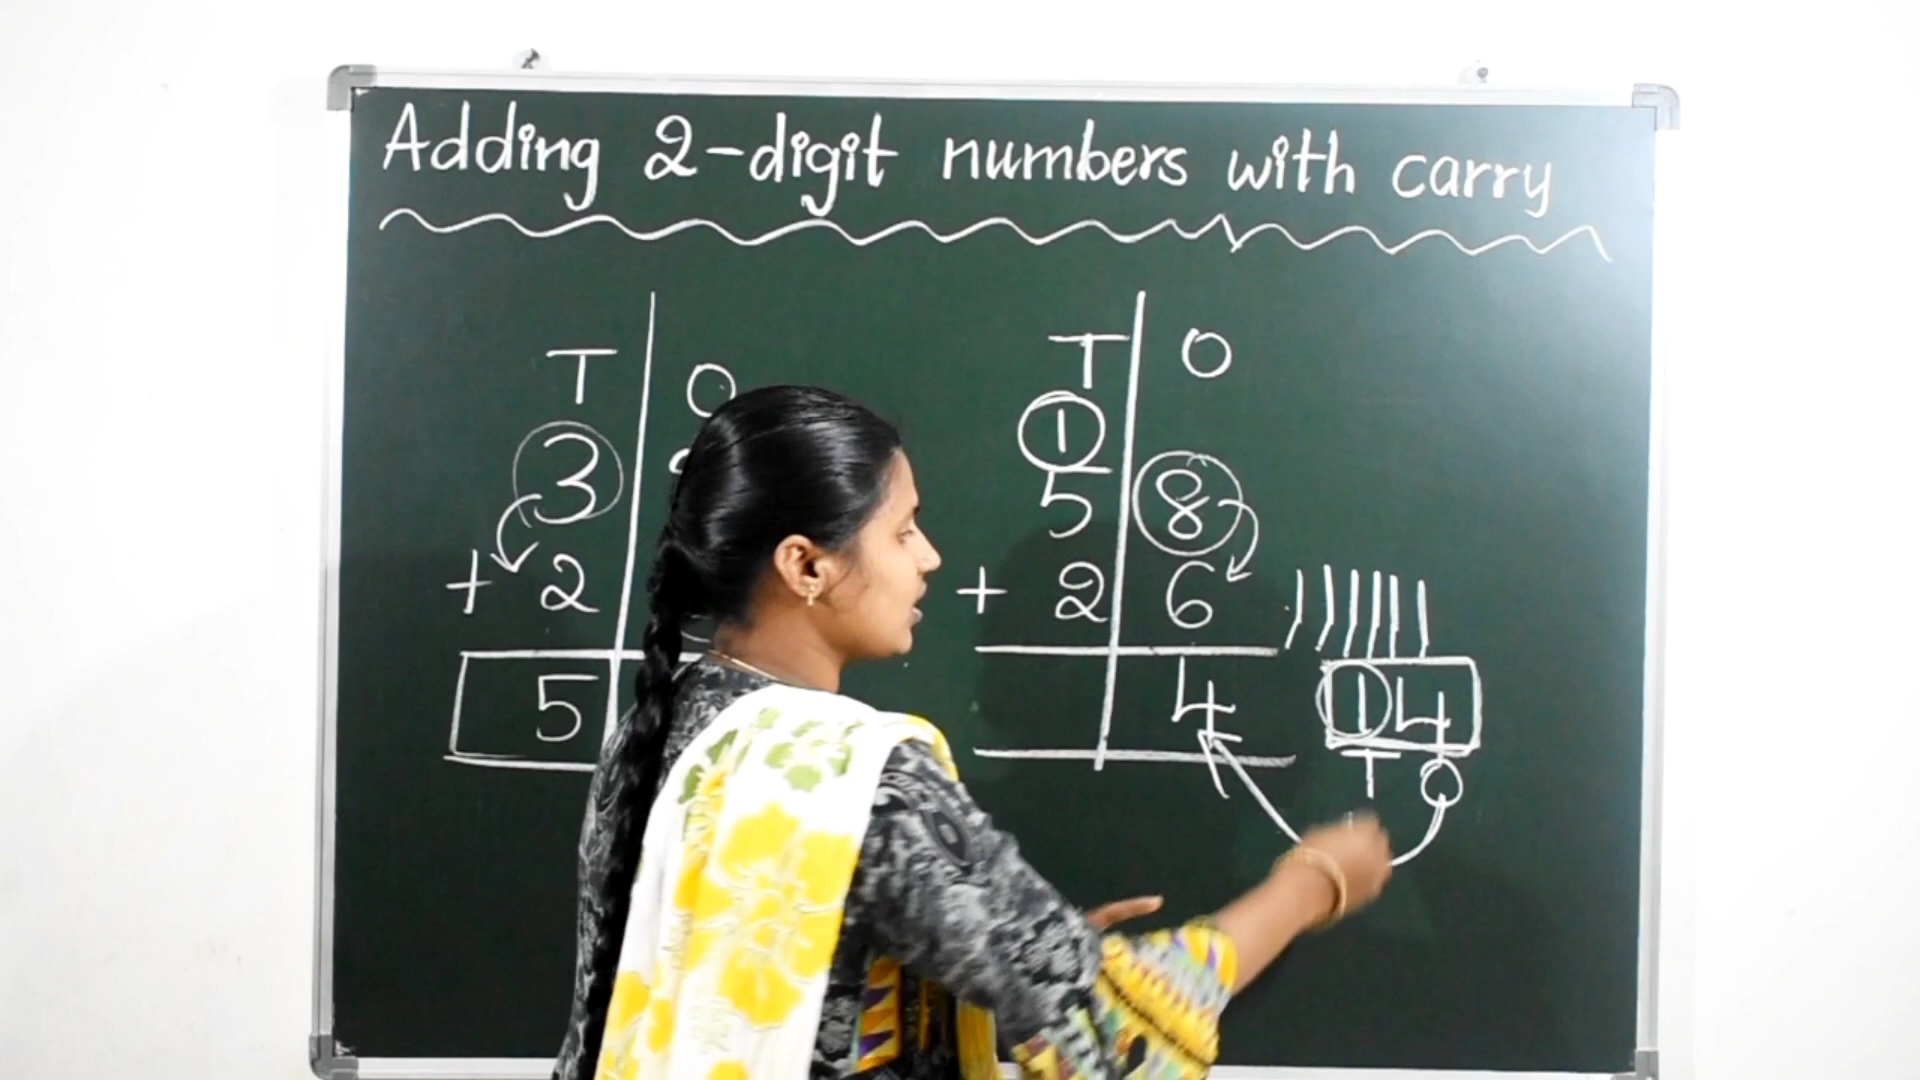 Adding 2-digit numbers with carry
T O T O
3 1
5 8
+ 2 + 2 6
5 4 14
T O